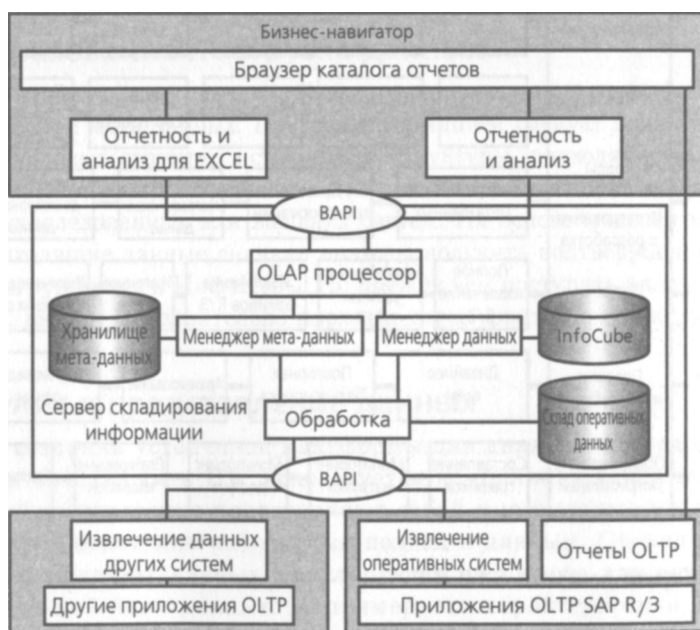 Бизнес-навигатор
Браузер каталога отчетов
Отчетность и
анализ для EXCEL
Отчетность
и анализ
BAPI
OLAP процессор
Хранилище
мета-данных
Менеджер мета-данных
Менеджер данных
InfoCube
Сервер складирования
информации
Обработка
Склад оперативных
данных
BAPI
Извлечение данных
других систем
Извлечение
оперативных систем
Отчеты OLTP
Другие приложения OLTP
Приложения OLTP SAP R/3